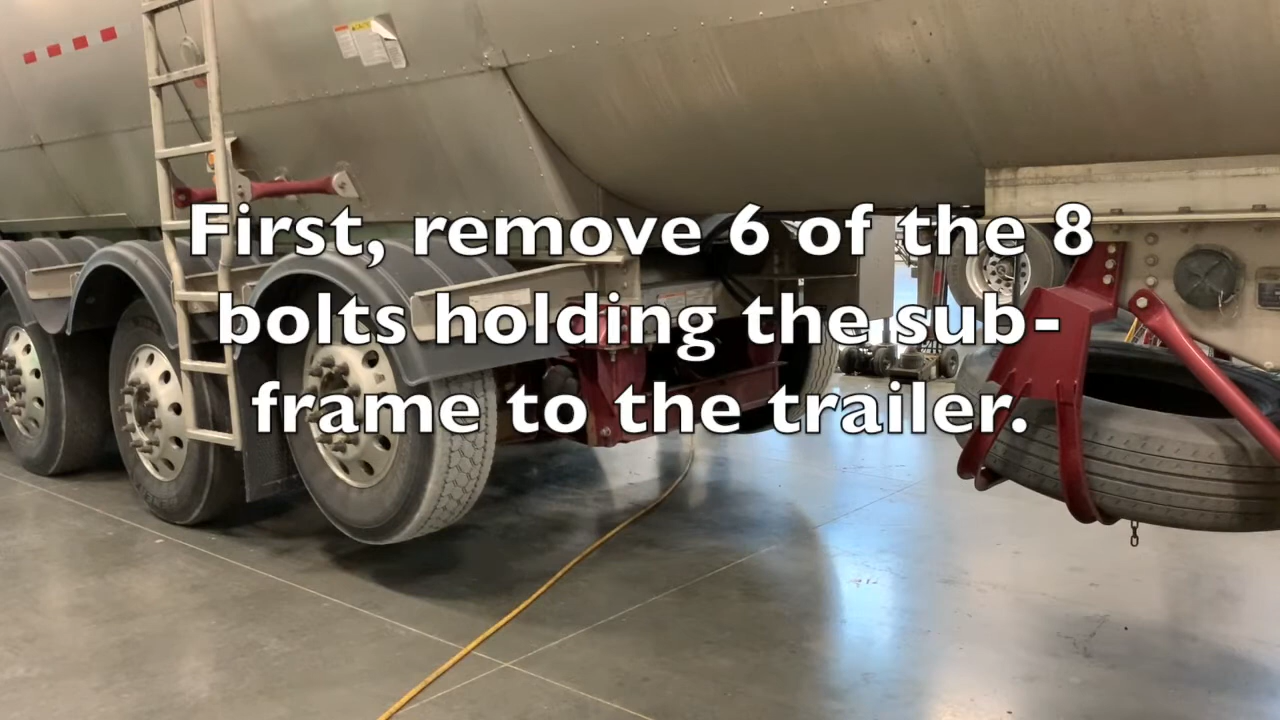 First, remove 6 of the 8
bolts holding the sub-
frame to the trailer.